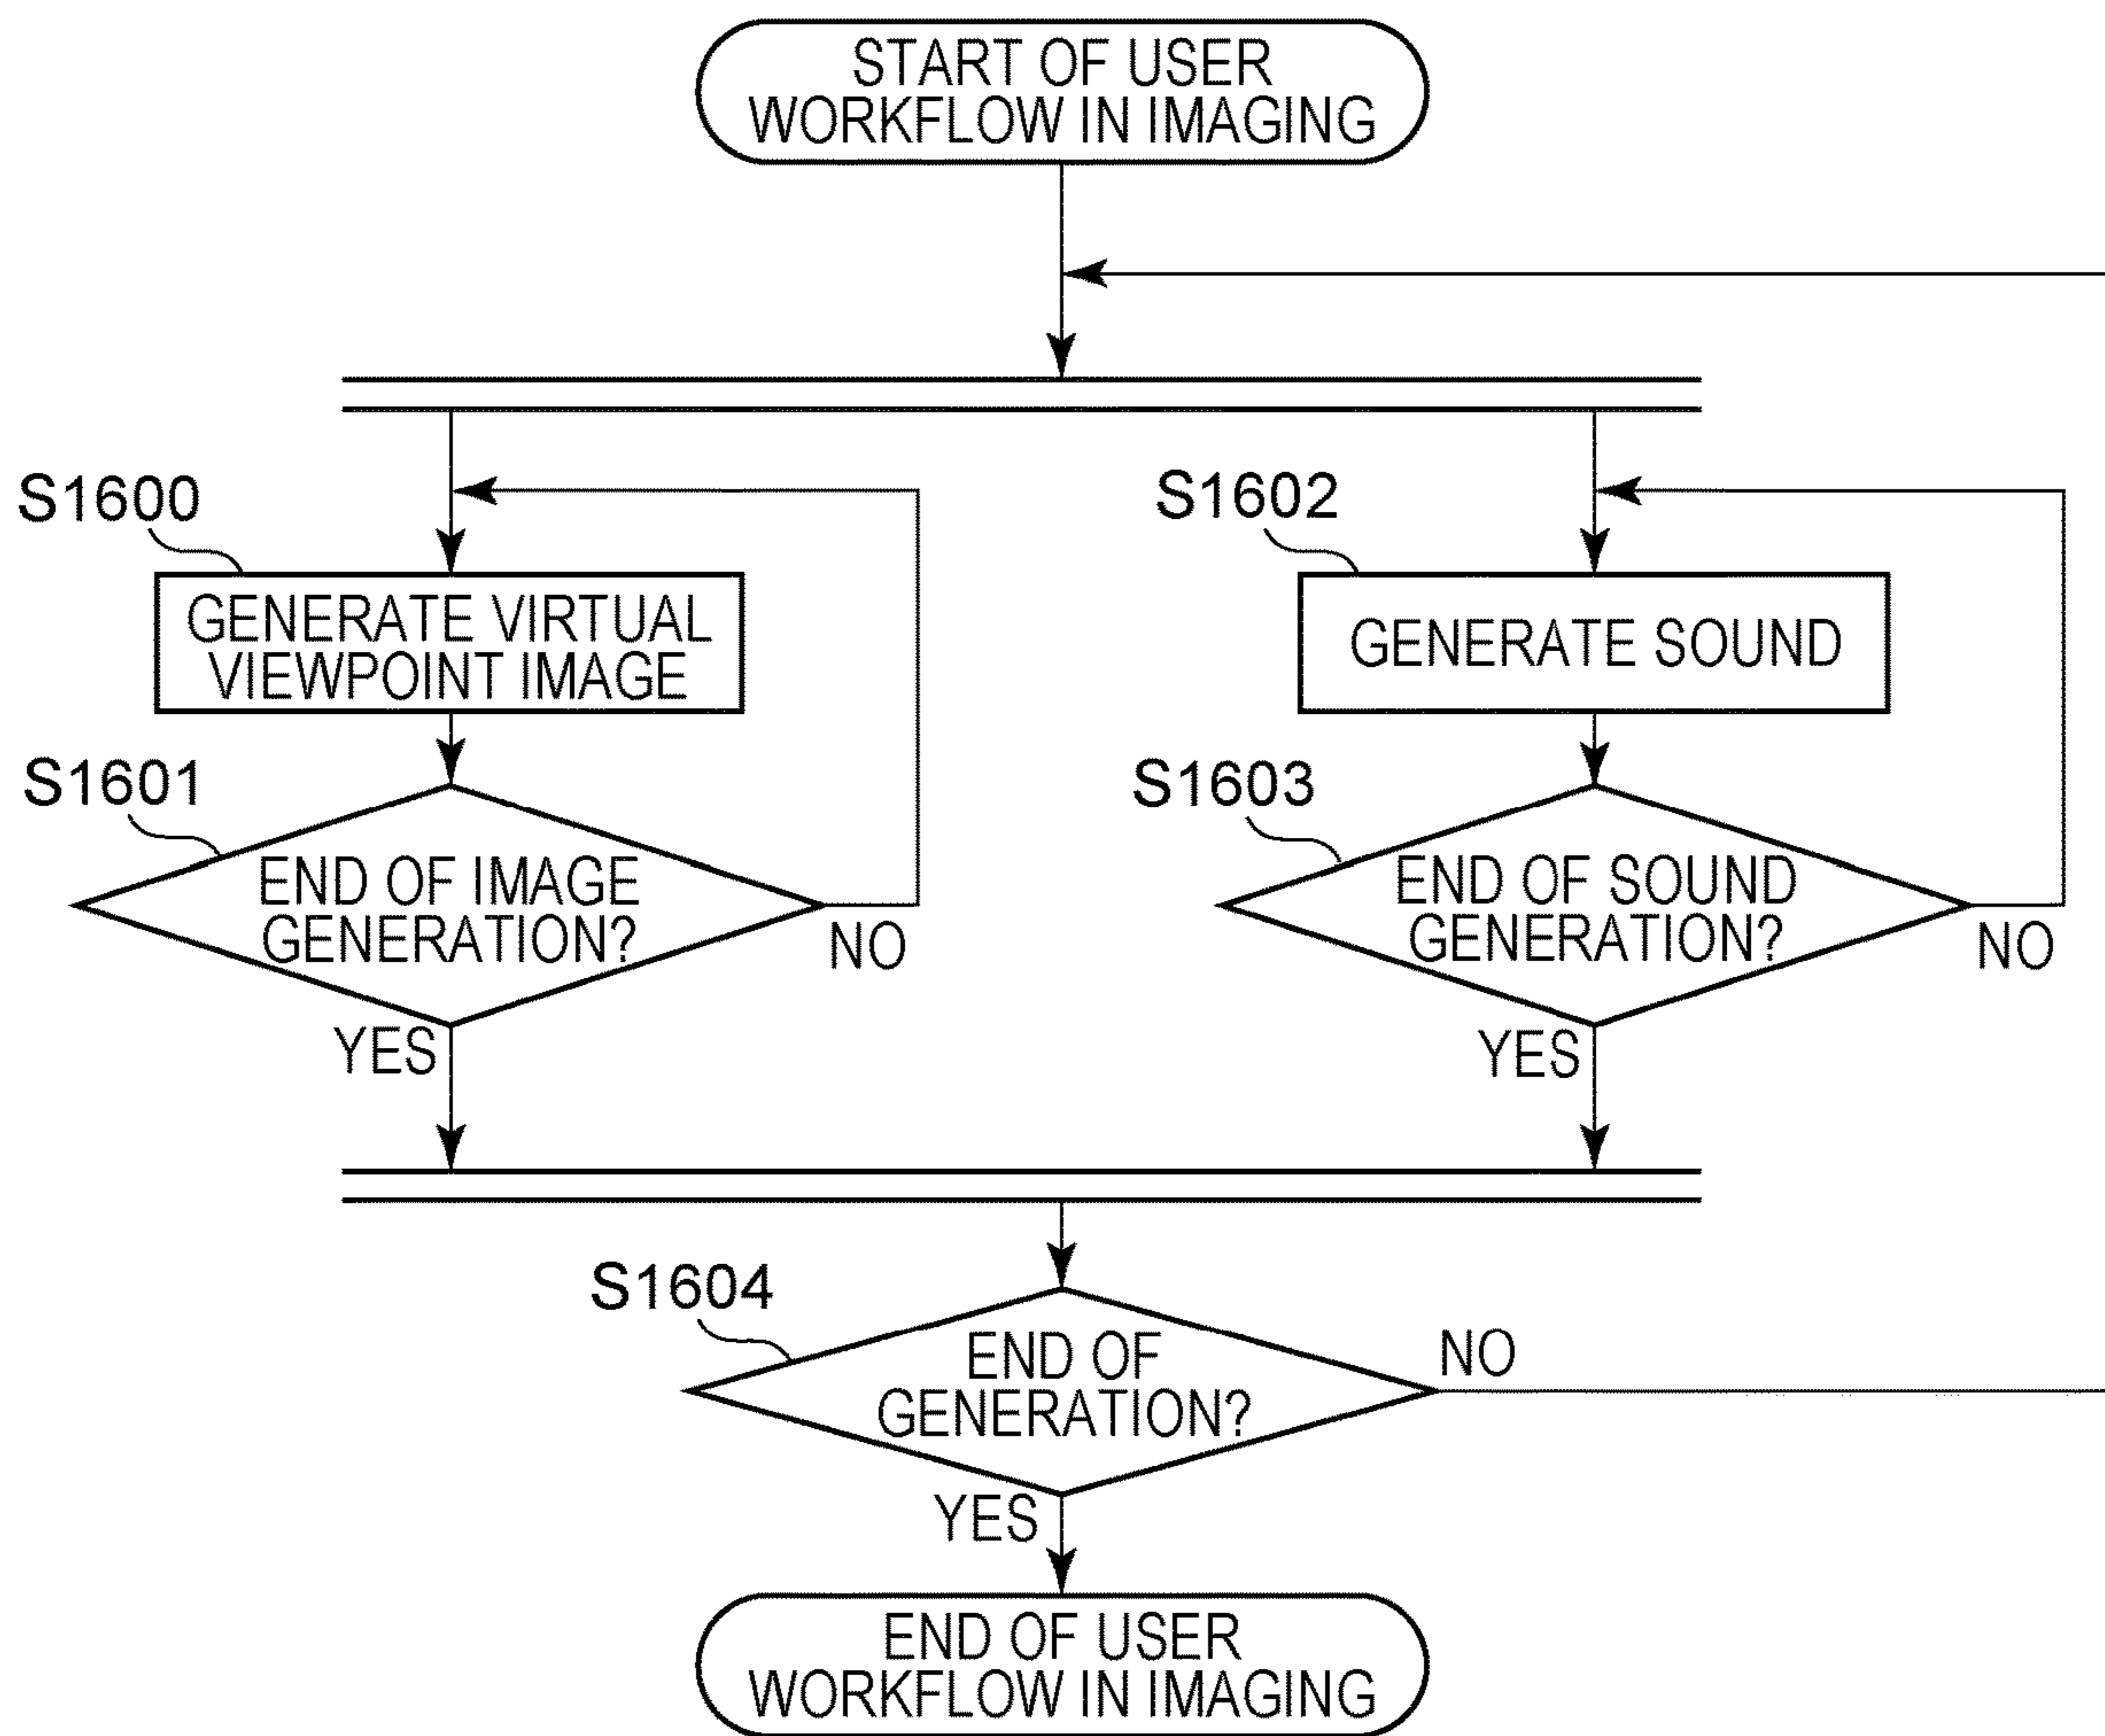 START OF USER
WORKFLOW IN IMAGING
S1600
GENERATE VIRTUAL
VIEWPOINT IMAGE
S1601
END OF IMAGE
GENERATION?
NO
YES
S1602
GENERATE SOUND
S1603
END OF SOUND
GENERATION?
NO
YES
S1604
END OF
GENERATION?
NO
YES
END OF USER
WORKFLOW IN IMAGING